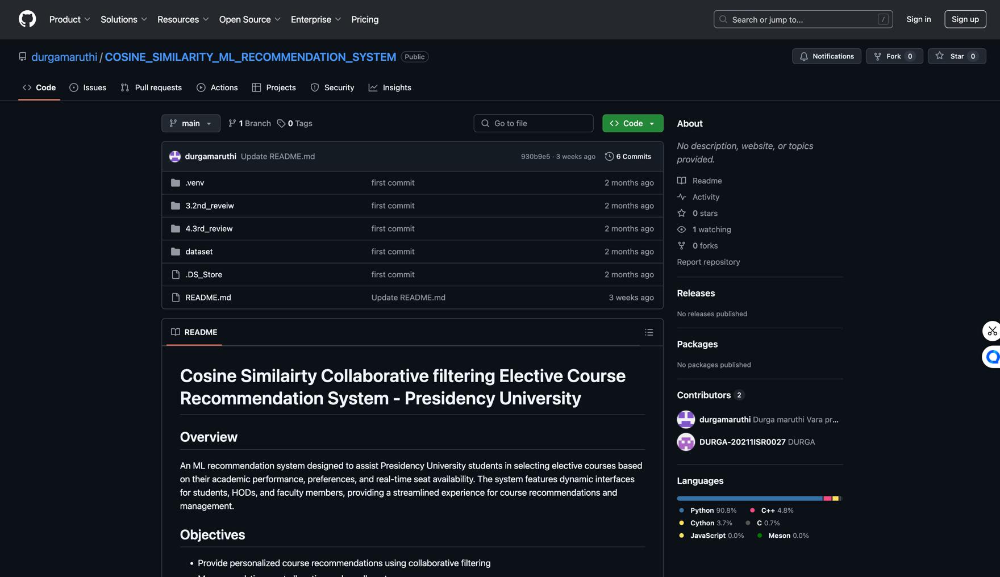 Product Solutions Resources Open Source Enterprise Pricing Search or jump to... / Sign in Sign up
durgamaruthi / COSINE_SIMILARITY_ML_RECOMMENDATION_SYSTEM Public Notifications Fork 0 Star 0
Code Issues Pull requests Actions Projects Security Insights
main 1 Branch 0 Tags Go to file Code
durgamaruthi Update README.md 930b9e5 · 3 weeks ago 6 Commits
.venv first commit 2 months ago
3.2nd_reveiw first commit 2 months ago
4.3rd_review first commit 2 months ago
dataset first commit 2 months ago
.DS_Store first commit 2 months ago
README.md Update README.md 3 weeks ago
README
Cosine Similairty Collaborative filtering Elective Course
Recommendation System - Presidency University
Overview
An ML recommendation system designed to assist Presidency University students in selecting elective courses based
on their academic performance, preferences, and real-time seat availability. The system features dynamic interfaces
for students, HODs, and faculty members, providing a streamlined experience for course recommendations and
management.
Objectives
• Provide personalized course recommendations using collaborative filtering
About
No description, website, or topics
provided.
Readme
Activity
0 stars
1 watching
0 forks
Report repository
Releases
No releases published
Packages
No packages published
Contributors 2
durgamaruthi Durga maruthi Vara pr...
DURGA-20211ISR0027 DURGA
Languages
Python 90.8% C++ 4.8%
Cython 3.7% C 0.7%
JavaScript 0.0% Meson 0.0%